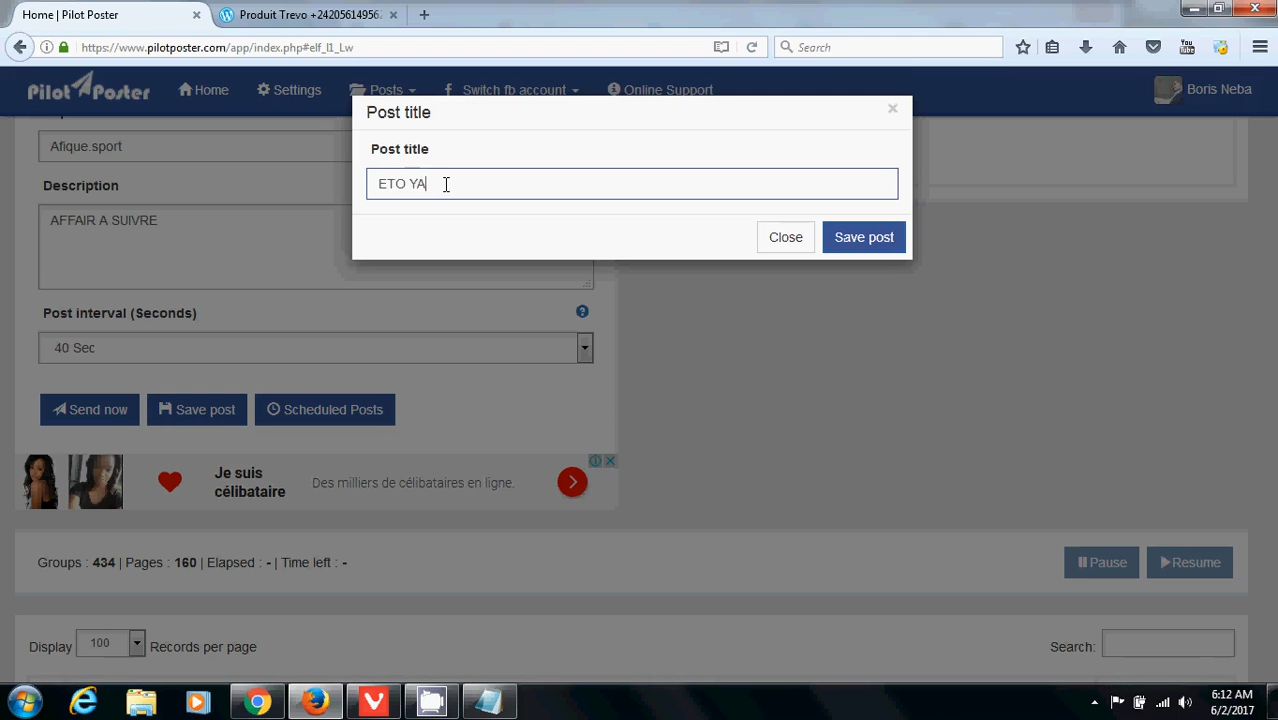 Home | Pilot Poster
Produit Trevo +24205614956
https://www.pilotposter.com/app/index.php#elf_l1_Lw
Search
You
Pilot Poster
Home
Settings
Posts
Switch fb account
Online Support
Boris Neba
Post title
Post title
ETO YA
Close
Save post
Afique.sport
Description
AFFAIR A SUIVRE
Post interval (Seconds)
40 Sec
Send now
Save post
Scheduled Posts
Je suis
célibataire
Des milliers de célibataires en ligne.
Groups : 434 | Pages : 160 | Elapsed : - | Time left : -
Pause
Resume
Display 100 Records per page
Search:
6:12 AM
6/2/2017